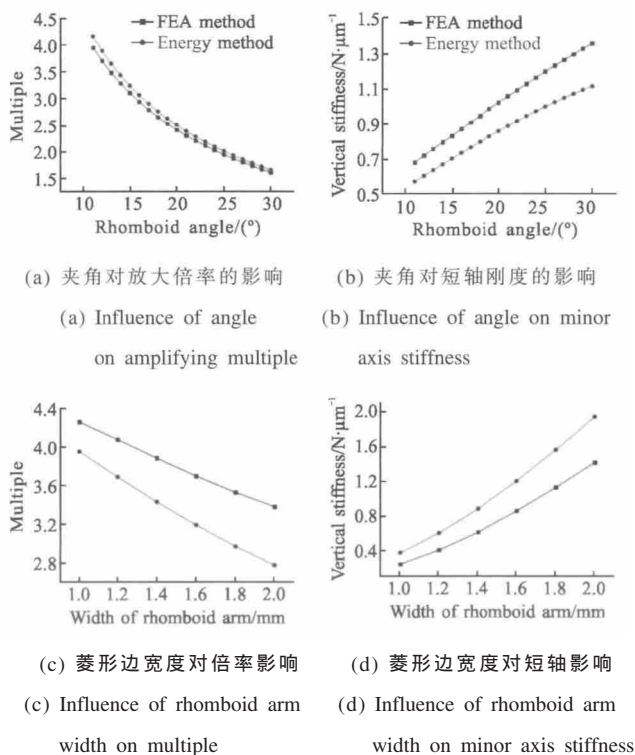 FEA method
Energy method
4.5
4.0
3.5
3.0
2.5
2.0
1.5
Multiple
10 15 20 25 30
Rhomboid angle/(°)
FEA method
Energy method
1.5
1.3
1.1
0.9
0.7
0.5
Vertical stiffness/N·μm⁻¹
10 15 20 25 30
Rhomboid angle/(°)
(a) 夹角对放大倍率的影响
(a) Influence of angle
on amplifying multiple
(b) 夹角对短轴刚度的影响
(b) Influence of angle on minor
axis stiffness
4.4
4.0
3.6
3.2
2.8
Multiple
1.0 1.2 1.4 1.6 1.8 2.0
Width of rhomboid arm/mm
2.0
1.6
1.2
0.8
0.4
Vertical stiffness/N·μm⁻¹
1.0 1.2 1.4 1.6 1.8 2.0
Width of rhomboid arm/mm
(c) 菱形边宽度对倍率影响
(c) Influence of rhomboid arm
width on multiple
(d) 菱形边宽度对短轴影响
(d) Influence of rhomboid arm
width on minor axis stiffness